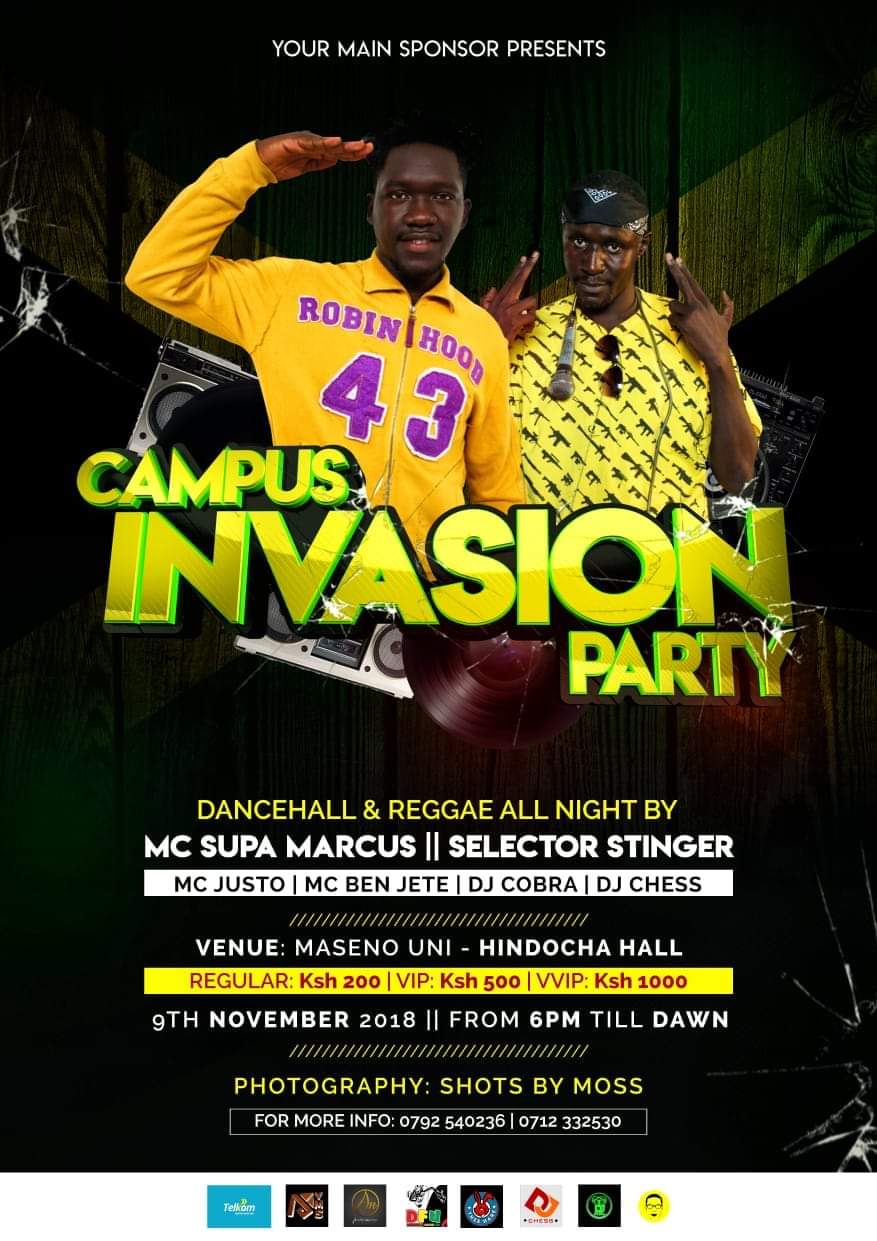 YOUR MAIN SPONSOR PRESENTS
ROBIN HOOD
43
CAMPUS
INVASION
PARTY
DANCEHALL & REGGAE ALL NIGHT BY
MC SUPA MARCUS || SELECTOR STINGER
MC JUSTO | MC BEN JETE | DJ COBRA | DJ CHESS
VENUE: MASENO UNI - HINDOCHA HALL
REGULAR: Ksh 200 | VIP: Ksh 500 | VVIP: Ksh 1000
9TH NOVEMBER 2018 || FROM 6PM TILL DAWN
PHOTOGRAPHY: SHOTS BY MOSS
FOR MORE INFO: 0792 540236 | 0712 332530
Telkom
DFU
CHESS